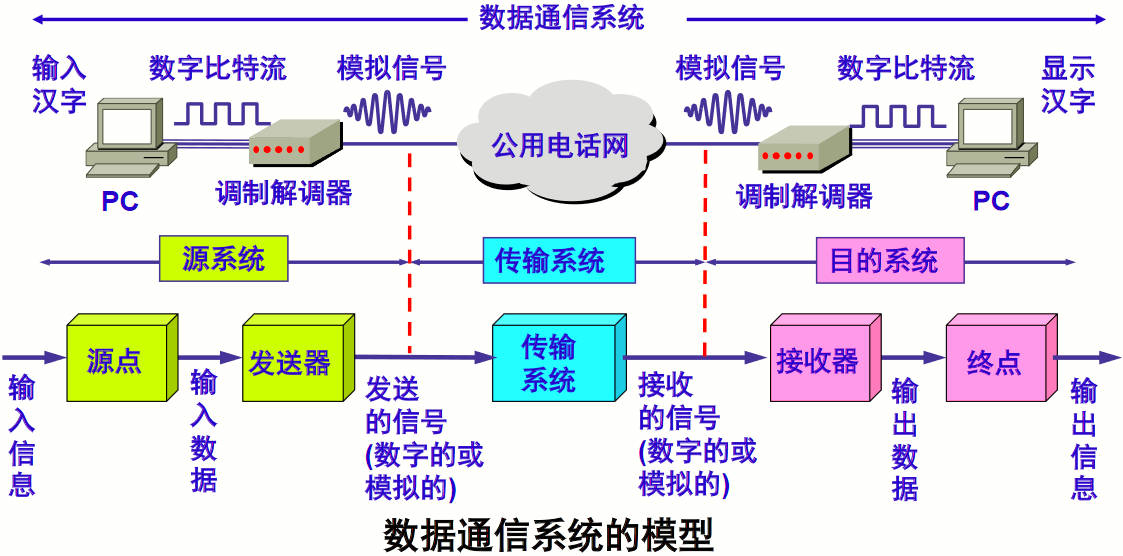 数据通信系统
输入
汉字
数字比特流
模拟信号
模拟信号
数字比特流
显示
汉字
公用电话网
PC
调制解调器
调制解调器
PC
源系统
传输系统
目的系统
源点
发送器
传输
系统
接收器
终点
输入信息
输入数据
发送
的信号
(数字的或
模拟的)
接收
的信号
(数字的或
模拟的)
输出数据
输出信息
数据通信系统的模型